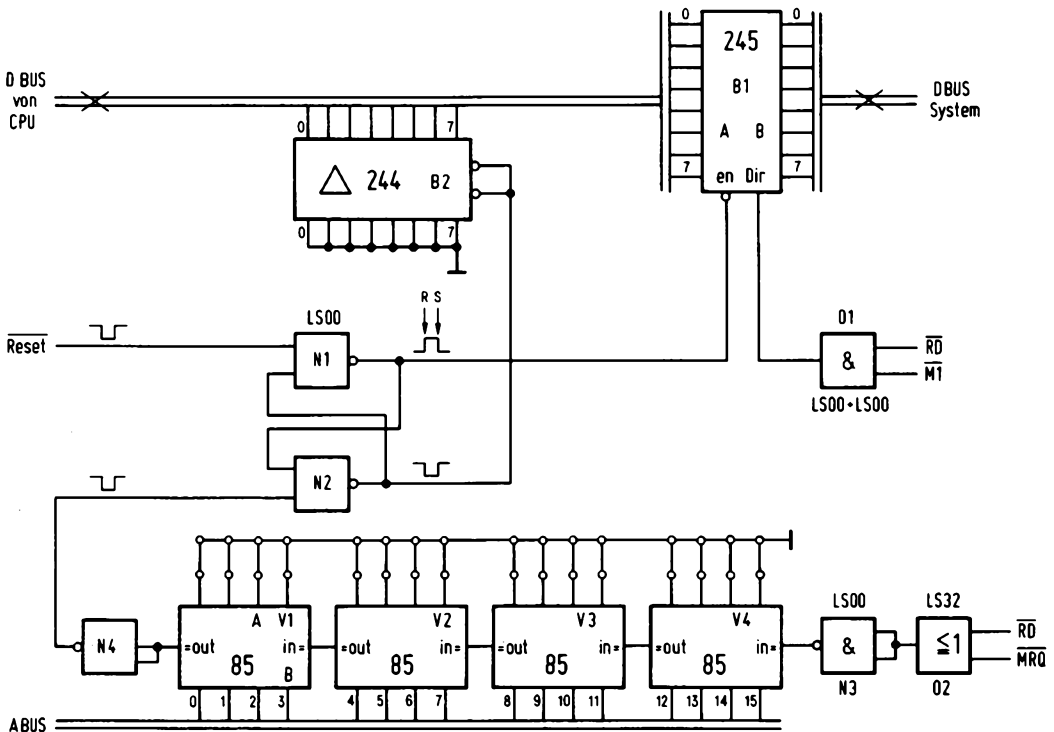 0
0
245
D BUS
von
CPU
B1
DBUS
System
0
7
A
B
244
B2
7
7
en
Dir
0
7
R S
LS00
01
Reset
N1
RD
&
M1
LS00+LS00
N2
A
V1
V2
V3
V4
LS00
LS32
N4
=out
in=
=out
in=
=out
in=
=out
in=
&
≦1
RD
MRQ
85
85
85
85
B
N3
02
0
1
2
3
4
5
6
7
8
9
10
11
12
13
14
15
ABUS